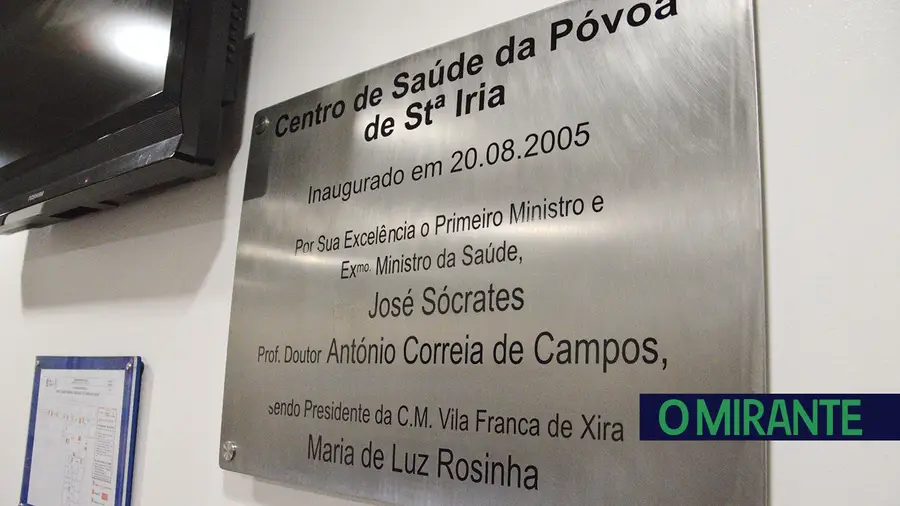 Centro de Saúde da Póvoa
de Stª Iria
Inaugurado em 20.08.2005
Por Sua Excelência o Primeiro Ministro e
Exmo. Ministro da Saúde,
José Sócrates
Prof. Doutor António Correia de Campos,
sendo Presidente da C.M. Vila Franca de Xira
Maria de Luz Rosinha
O MIRANTE